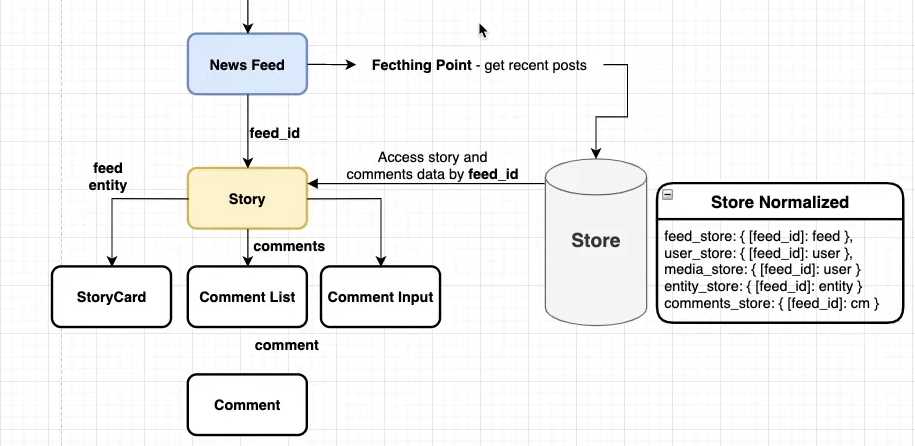 News Feed
Fecthing Point - get recent posts
feed_id
Access story and
comments data by feed_id
feed
entity
Story
Store
Store Normalized
feed_store: { [feed_id]: feed },
user_store: { [feed_id]: user },
media_store: { [feed_id]: user }
entity_store: { [feed_id]: entity }
comments_store: { [feed_id]: cm }
comments
StoryCard
Comment List
Comment Input
comment
Comment